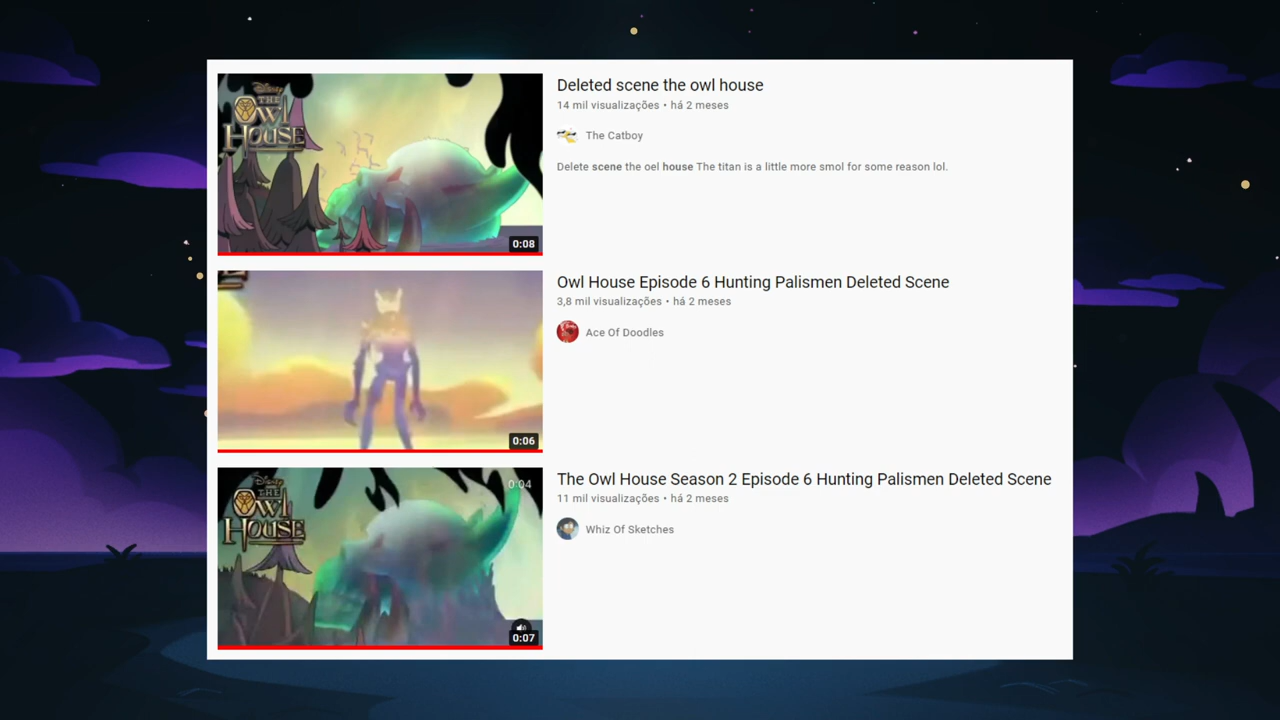 Disney
THE
OWL
HOUSE
0:08
Deleted scene the owl house
14 mil visualizações • há 2 meses
The Catboy
Delete scene the oel house The titan is a little more smol for some reason lol.
0:06
Owl House Episode 6 Hunting Palismen Deleted Scene
3,8 mil visualizações • há 2 meses
Ace Of Doodles
Disney
THE
OWL
HOUSE
0:04
0:07
The Owl House Season 2 Episode 6 Hunting Palismen Deleted Scene
11 mil visualizações • há 2 meses
Whiz Of Sketches